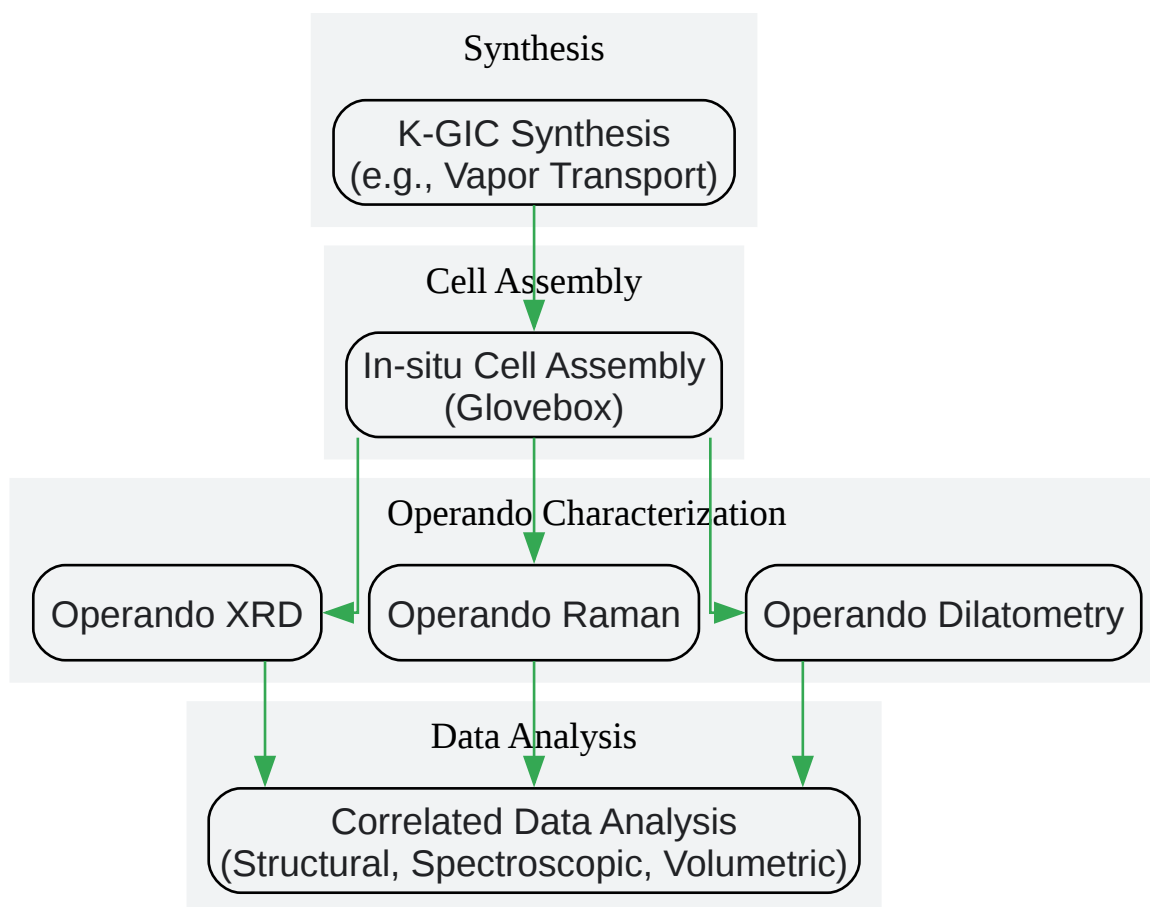 Synthesis
K-GIC Synthesis
(e.g., Vapor Transport)
Cell Assembly
In-situ Cell Assembly
(Glovebox)
Operando Characterization
Operando XRD
Operando Raman
Operando Dilatometry
Data Analysis
Correlated Data Analysis
(Structural, Spectroscopic, Volumetric)